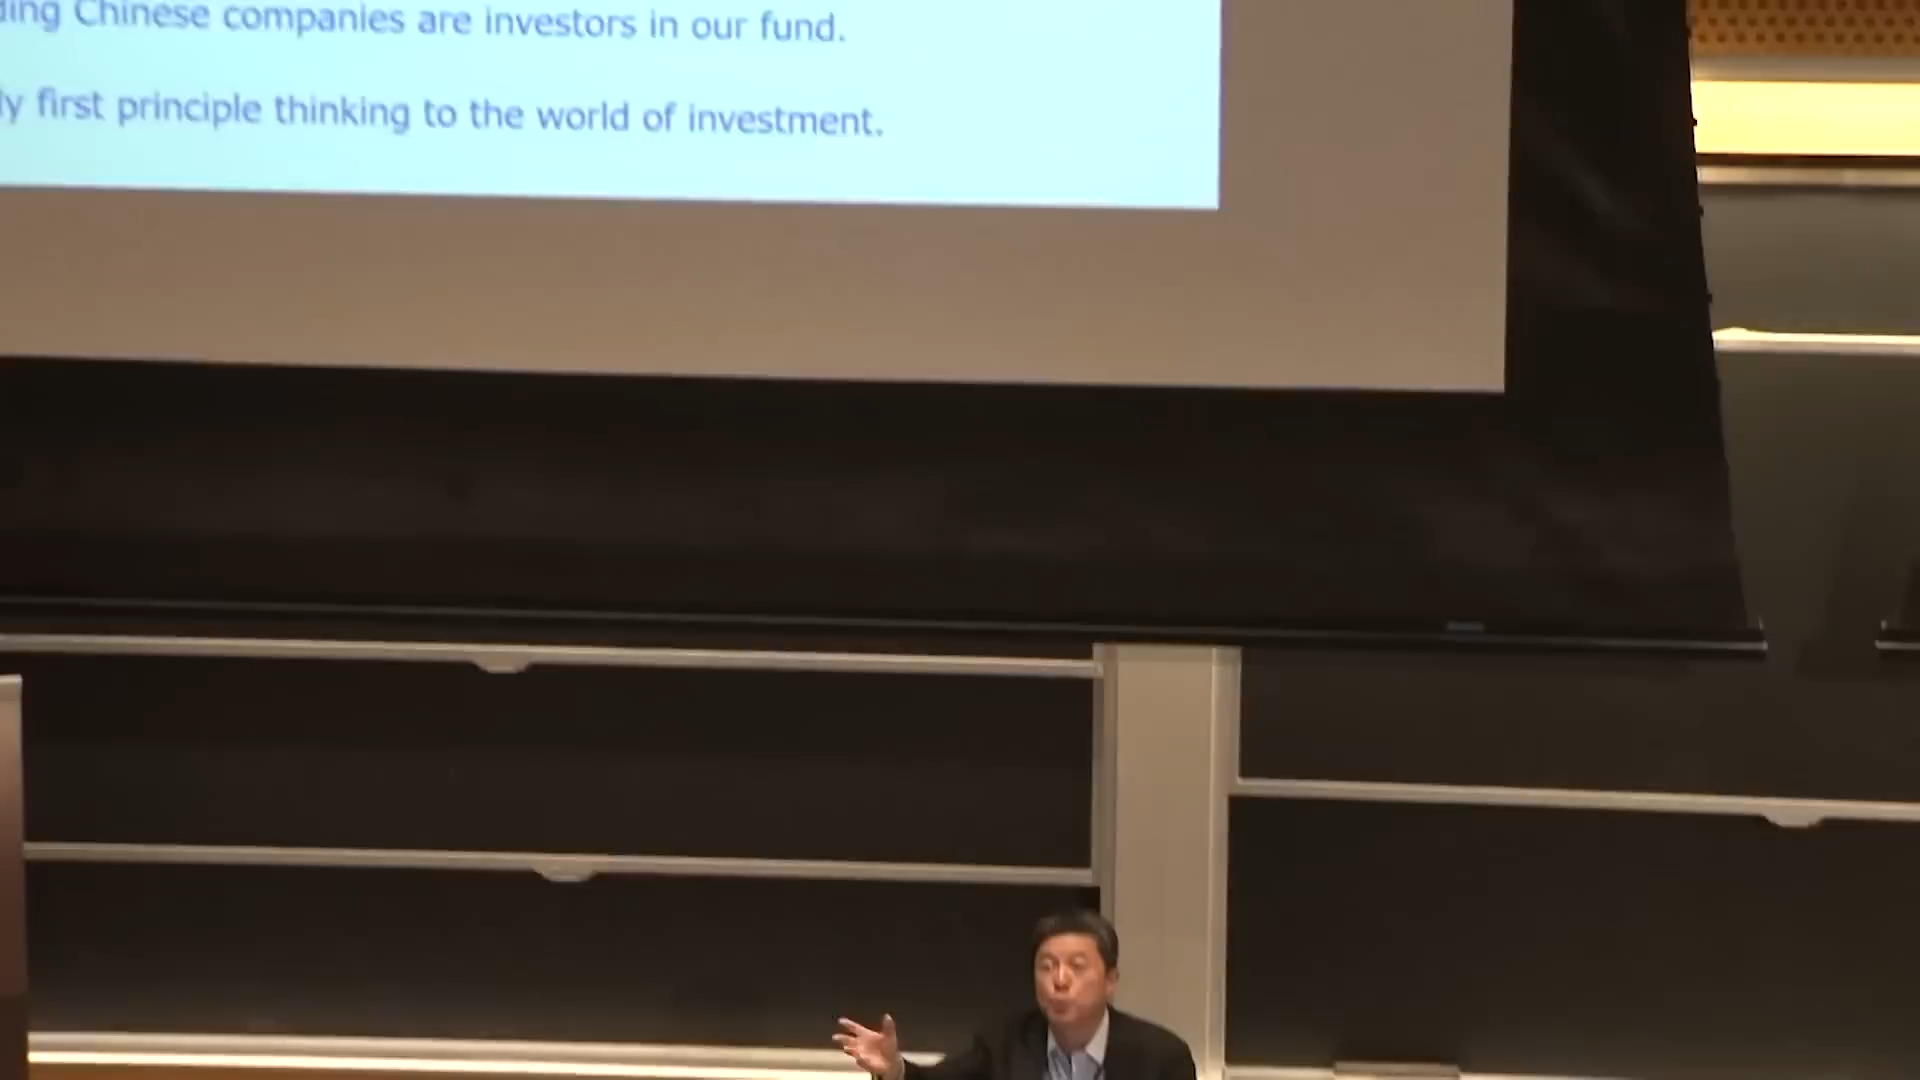 Chinese companies are investors in our fund.
first principle thinking to the world of investment.